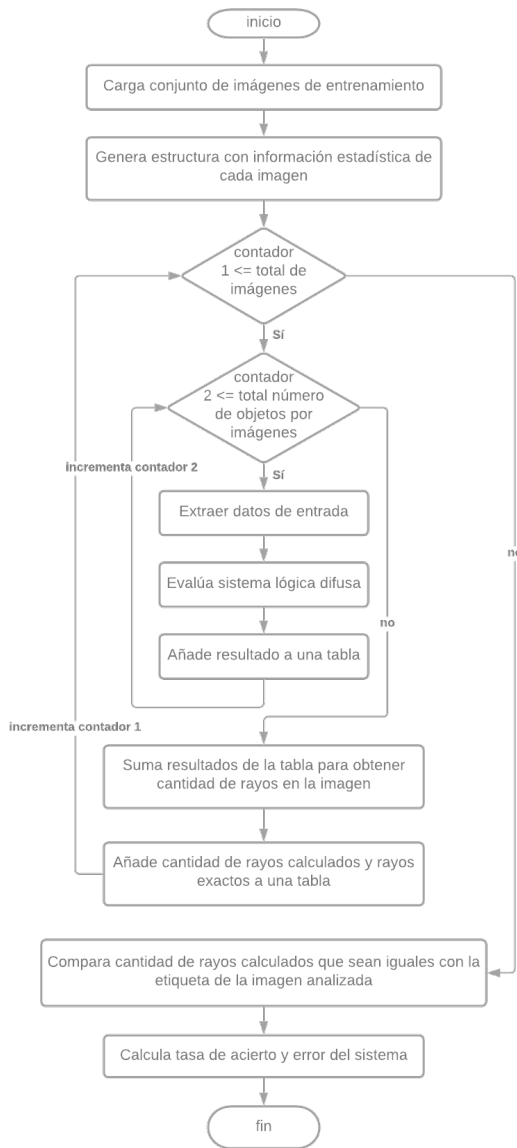 inicio
Carga conjunto de imágenes de entrenamiento
Genera estructura con información estadística de
cada imagen
contador
1 <= total de
imágenes
Sí
contador
2 <= total número
de objetos por
imágenes
incrementa contador 2
Sí
Extraer datos de entrada
no
Evalúa sistema lógica difusa
no
Añade resultado a una tabla
incrementa contador 1
Suma resultados de la tabla para obtener
cantidad de rayos en la imagen
Añade cantidad de rayos calculados y rayos
exactos a una tabla
Compara cantidad de rayos calculados que sean iguales con la
etiqueta de la imagen analizada
Calcula tasa de acierto y error del sistema
fin